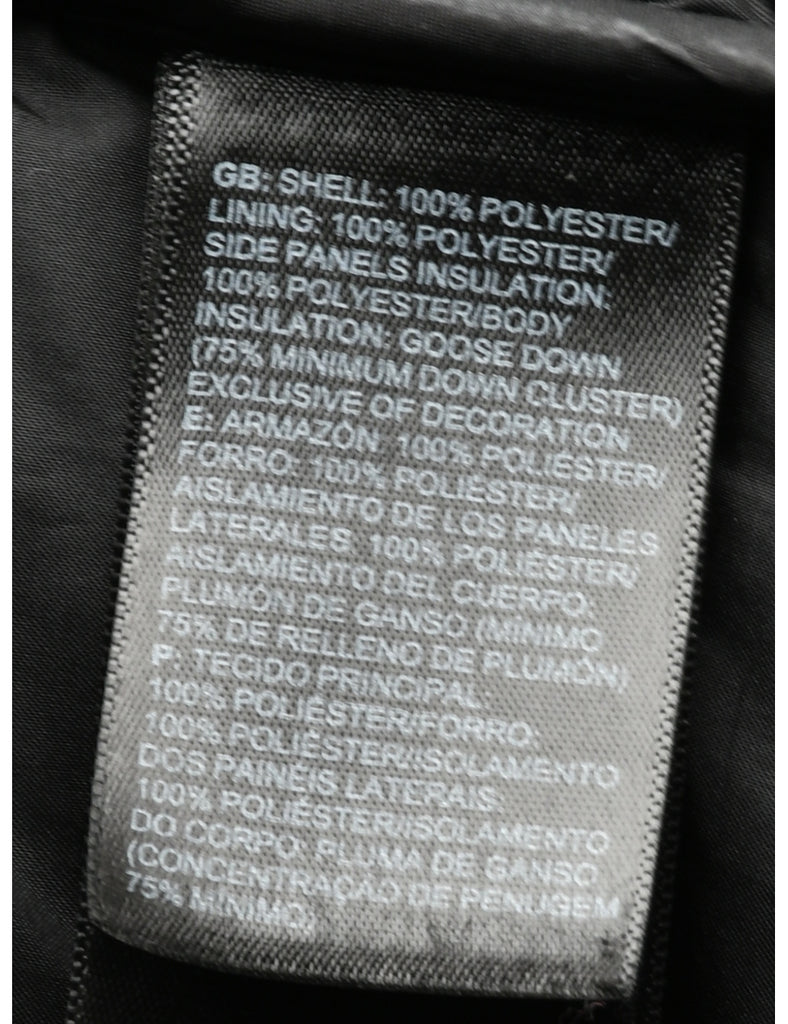 GB: SHELL: 100% POLYESTER/
LINING: 100% POLYESTER/
SIDE PANELS INSULATION:
100% POLYESTER/BODY
INSULATION: GOOSE DOWN
(75% MINIMUM DOWN CLUSTER)
EXCLUSIVE OF DECORATION
E: ARMAZÓN: 100% POLIÉSTER/
FORRO: 100% POLIÉSTER/
AISLAMIENTO DE LOS PANELES
LATERALES: 100% POLIÉSTER/
AISLAMIENTO DEL CUERPO:
PLUMÓN DE GANSO (MÍNIMO
75% DE RELLENO DE PLUMÓN)
P: TECIDO PRINCIPAL
100% POLIÉSTER/FORRO:
100% POLIÉSTER/ISOLAMENTO
DOS PAINÉIS LATERAIS:
100% POLIÉSTER/ISOLAMENTO
DO CORPO: PLUMA DE GANSO
(CONCENTRAÇÃO DE PENUGEM
75% MÍNIMO)